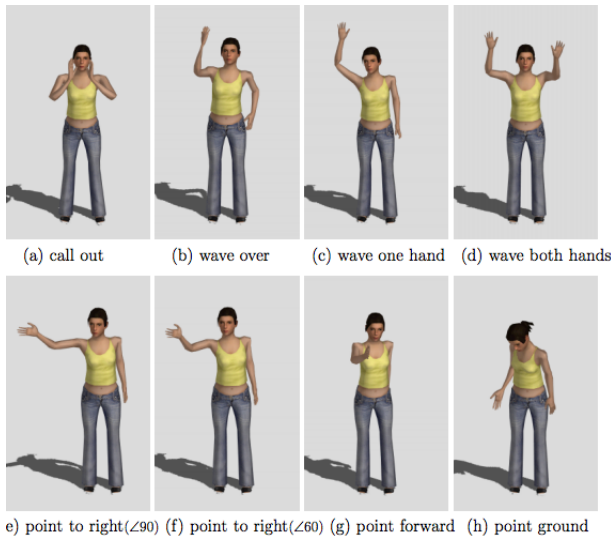 (a) call out (b) wave over (c) wave one hand (d) wave both hands
e) point to right(∠90) (f) point to right(∠60) (g) point forward (h) point ground